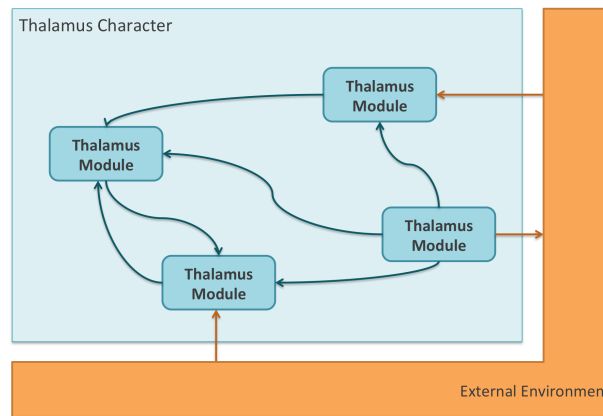 Thalamus Character
Thalamus
Module
Thalamus
Module
Thalamus
Module
Thalamus
Module
External Environment